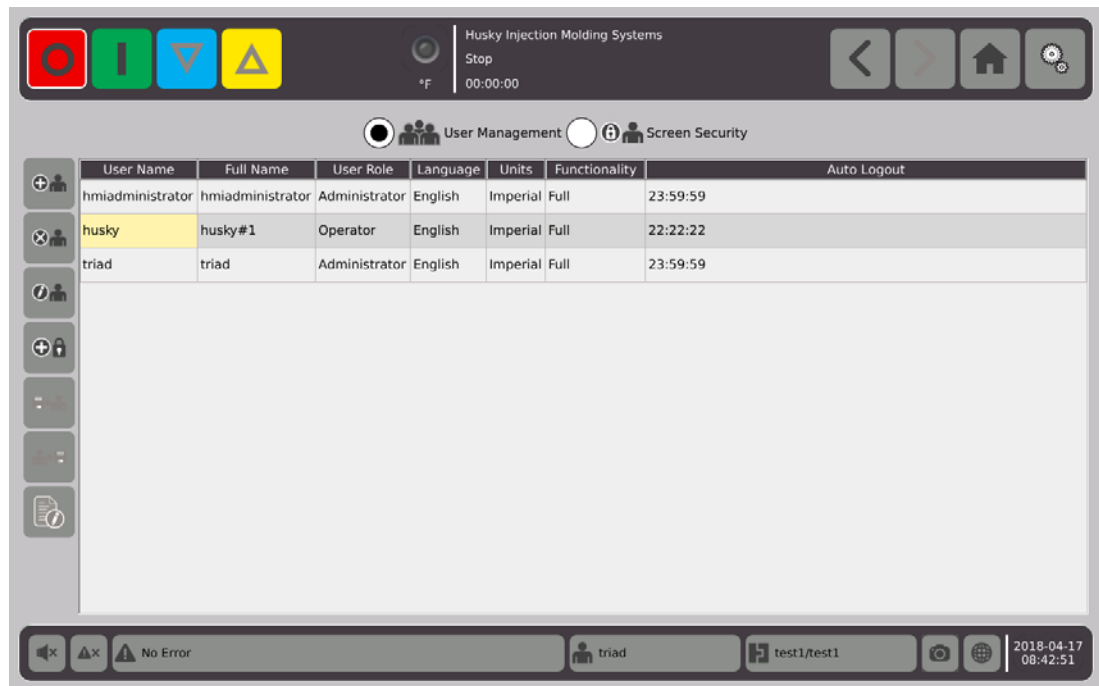 Husky Injection Molding Systems
Stop
°F 00:00:00
User Management Screen Security
User Name Full Name User Role Language Units Functionality Auto Logout
hmiadministrator hmiadministrator Administrator English Imperial Full 23:59:59
husky husky#1 Operator English Imperial Full 22:22:22
triad triad Administrator English Imperial Full 23:59:59
No Error triad test1/test1 2018-04-17
08:42:51